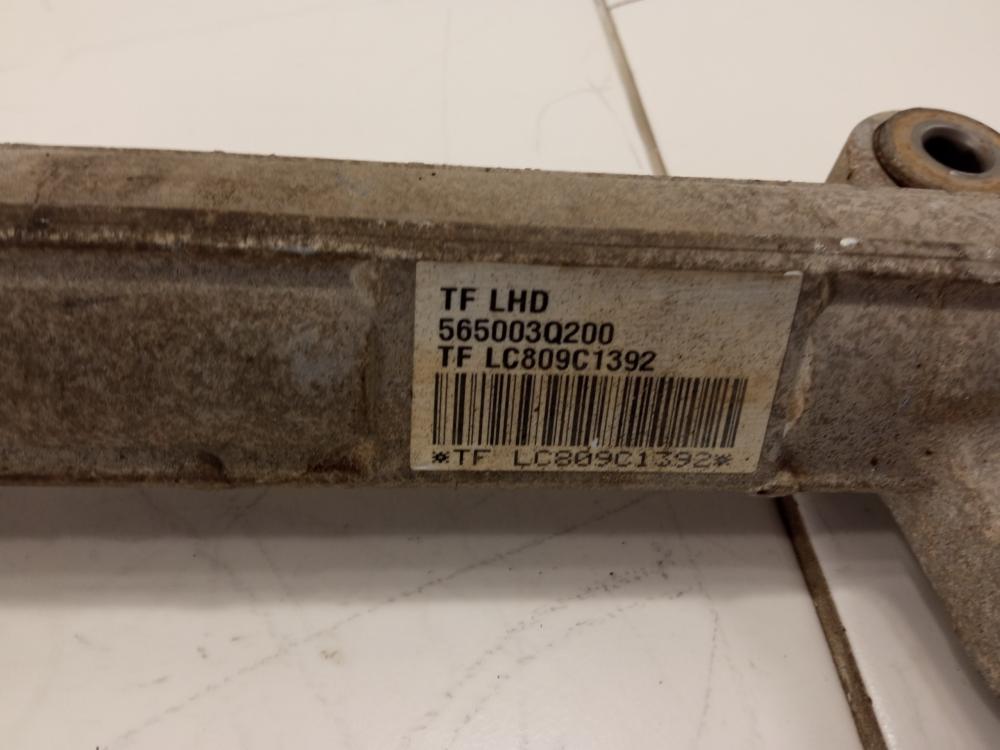 TF LHD
565003Q200
TF LC809C1392
*TF LC809C1392*